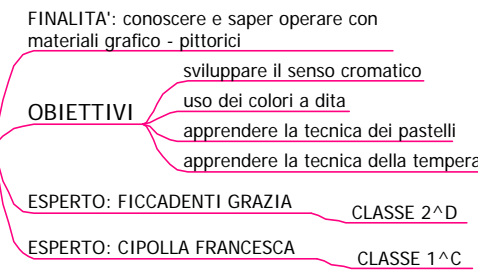 FINALITA': conoscere e saper operare con
materiali grafico - pittorici
sviluppare il senso cromatico
OBIETTIVI
uso dei colori a dita
apprendere la tecnica dei pastelli
apprendere la tecnica della tempera
ESPERTO: FICCADENTI GRAZIA
CLASSE 2^D
ESPERTO: CIPOLLA FRANCESCA
CLASSE 1^C